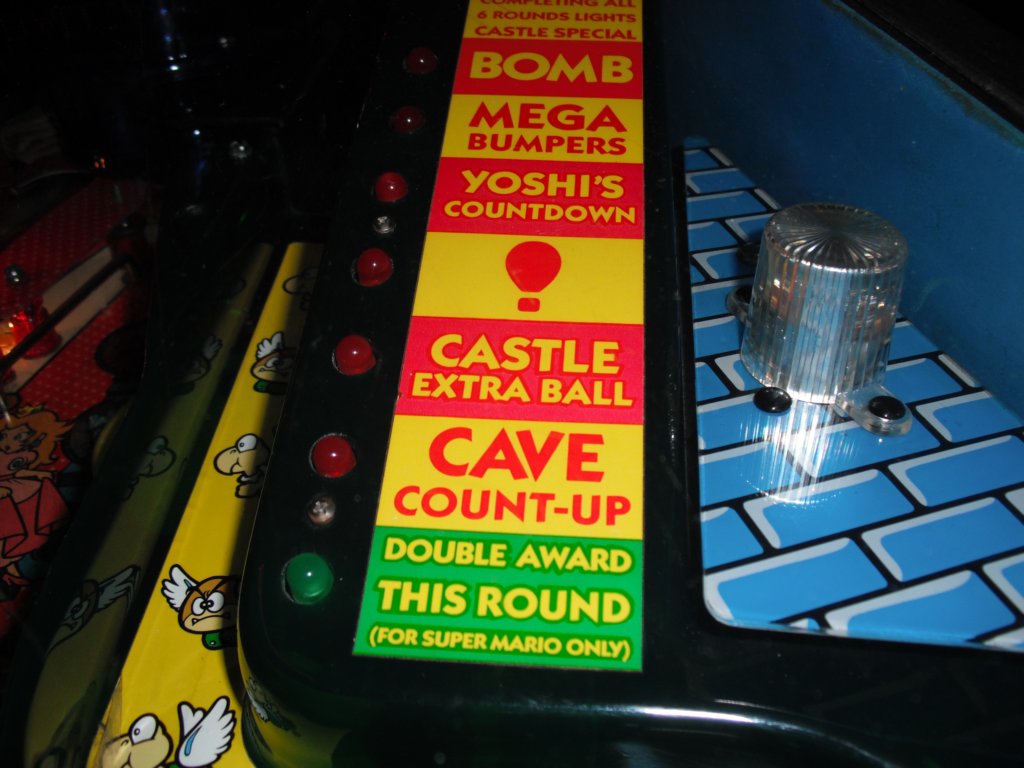 COMPLETING ALL
6 ROUNDS LIGHTS
CASTLE SPECIAL
BOMB
MEGA
BUMPERS
YOSHI'S
COUNTDOWN
CASTLE
EXTRA BALL
CAVE
COUNT-UP
DOUBLE AWARD
THIS ROUND
(FOR SUPER MARIO ONLY)